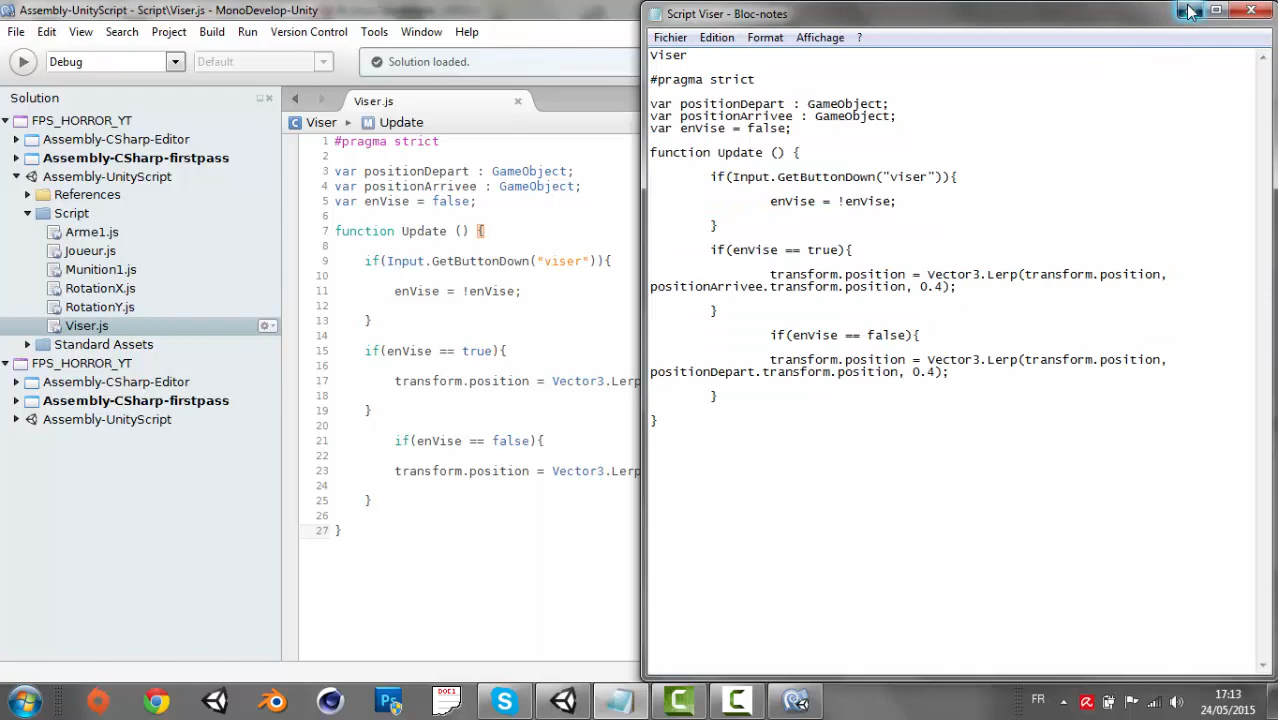 Assembly-UnityScript - Script\Viser.js - MonoDevelop-Unity
File Edit View Search Project Build Run Version Control Tools Window Help
Debug
Default
Solution loaded.
Solution
FPS_HORROR_YT
Assembly-CSharp-Editor
Assembly-CSharp-firstpass
Assembly-UnityScript
References
Script
Arme1.js
Joueur.js
Munition1.js
RotationX.js
RotationY.js
Viser.js
Standard Assets
FPS_HORROR_YT
Assembly-CSharp-Editor
Assembly-CSharp-firstpass
Assembly-UnityScript
Viser.js
Viser Update
1 #pragma strict
2
3 var positionDepart : GameObject;
4 var positionArrivee : GameObject;
5 var enVise = false;
6
7 function Update () {
8
9 if(Input.GetButtonDown("viser")){
10
11 enVise = !enVise;
12
13 }
14
15 if(enVise == true){
16
17 transform.position = Vector3.Lerp
18
19 }
20
21 if(enVise == false){
22
23 transform.position = Vector3.Lerp
24
25 }
26
27 }
Script Viser - Bloc-notes
Fichier Edition Format Affichage ?
Viser
#pragma strict
var positionDepart : GameObject;
var positionArrivee : GameObject;
var enVise = false;
function Update () {
if(Input.GetButtonDown("viser")){
enVise = !enVise;
}
if(enVise == true){
transform.position = Vector3.Lerp(transform.position,
positionArrivee.transform.position, 0.4);
}
if(enVise == false){
transform.position = Vector3.Lerp(transform.position,
positionDepart.transform.position, 0.4);
}
}
DOC1
FR
17:13
24/05/2015